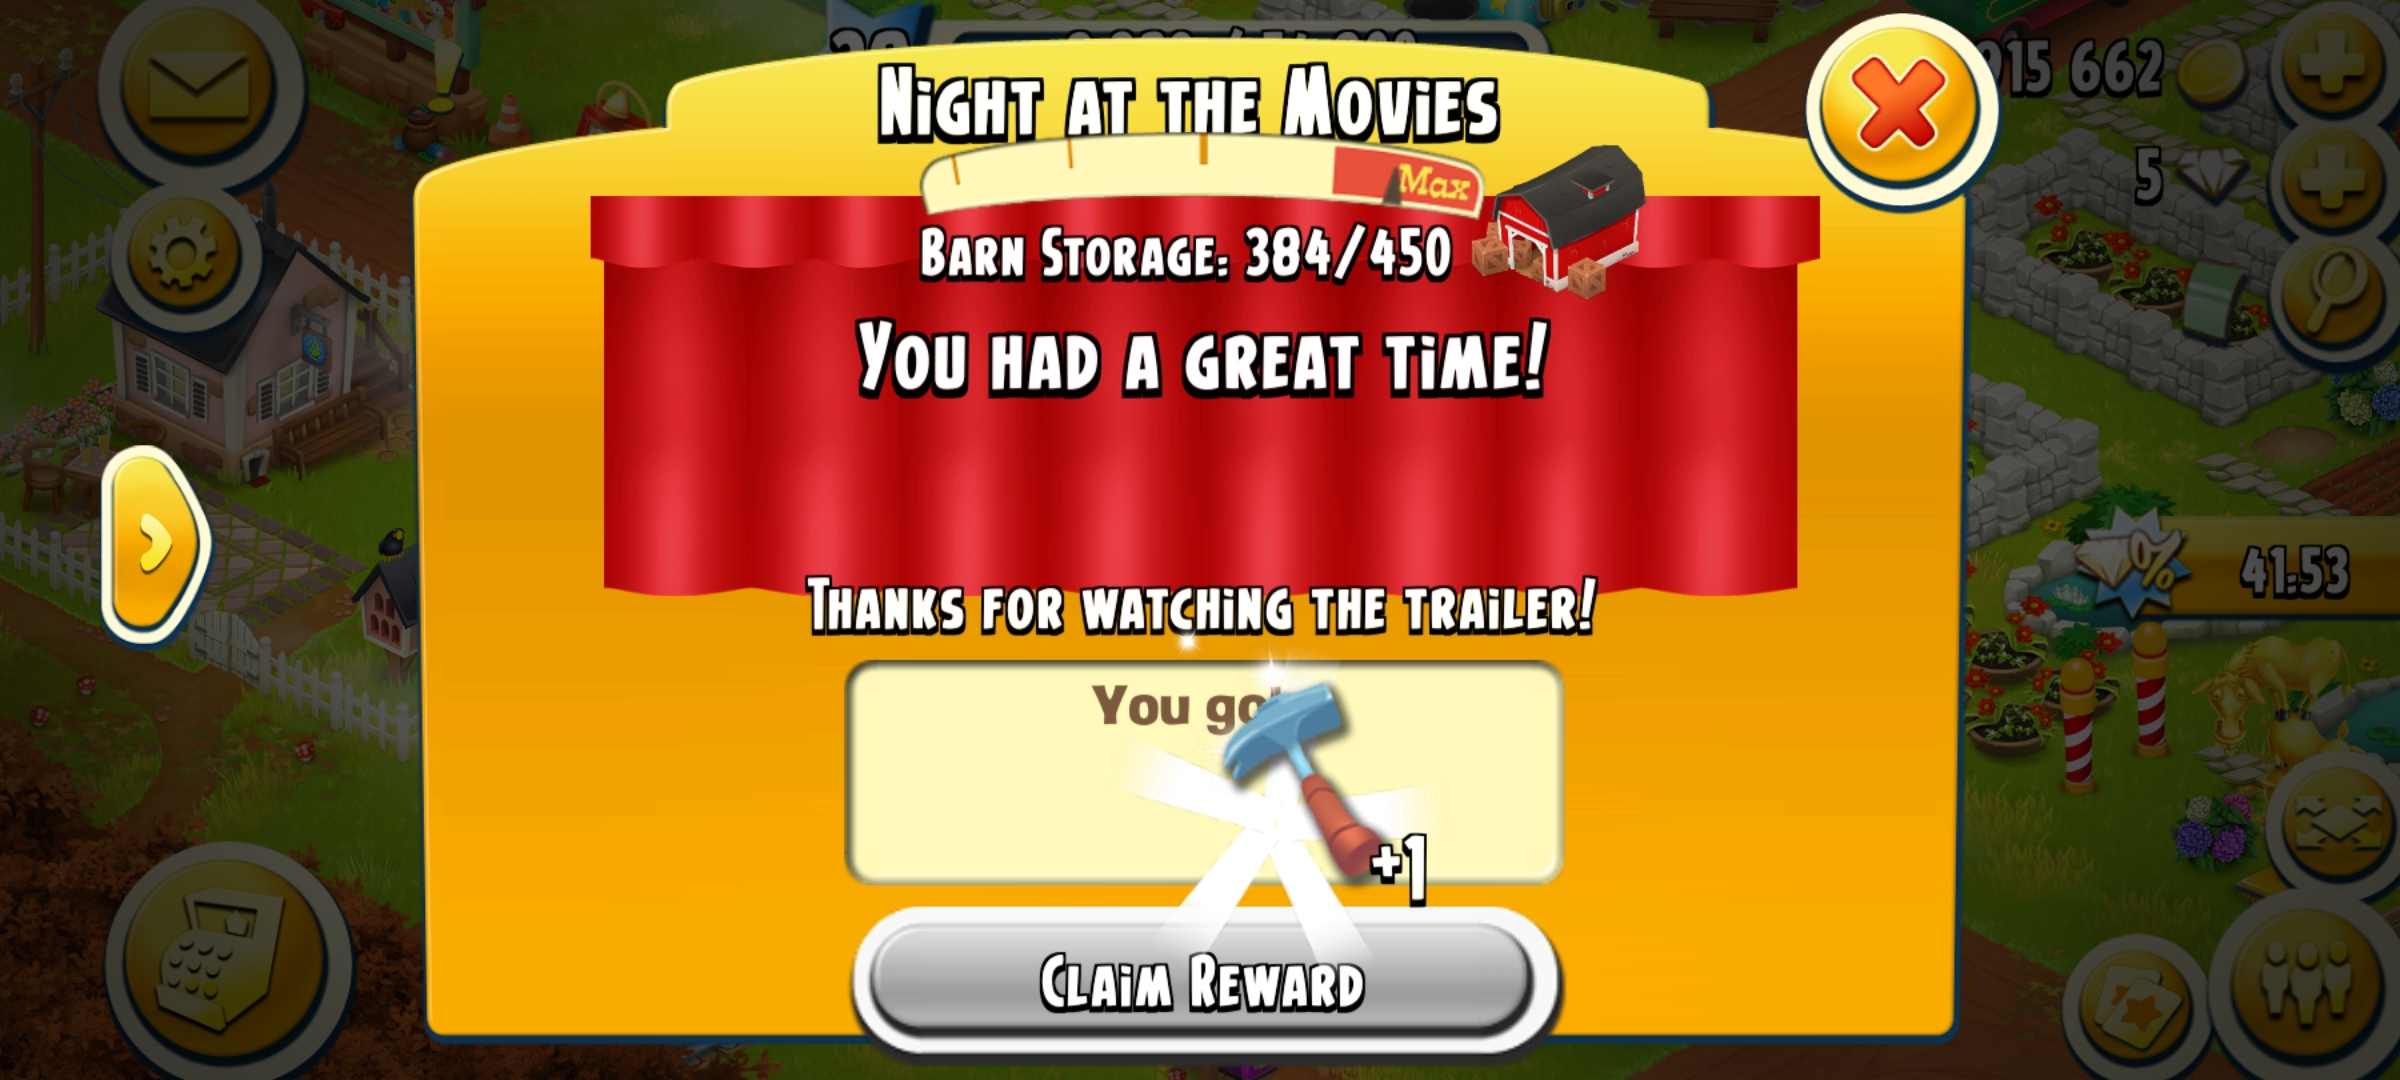 Night at the Movies
915 662
Max
5
Barn Storage: 384/450
You had a great time!
%
41:53
Thanks for watching the trailer!
You go
+1
Claim Reward